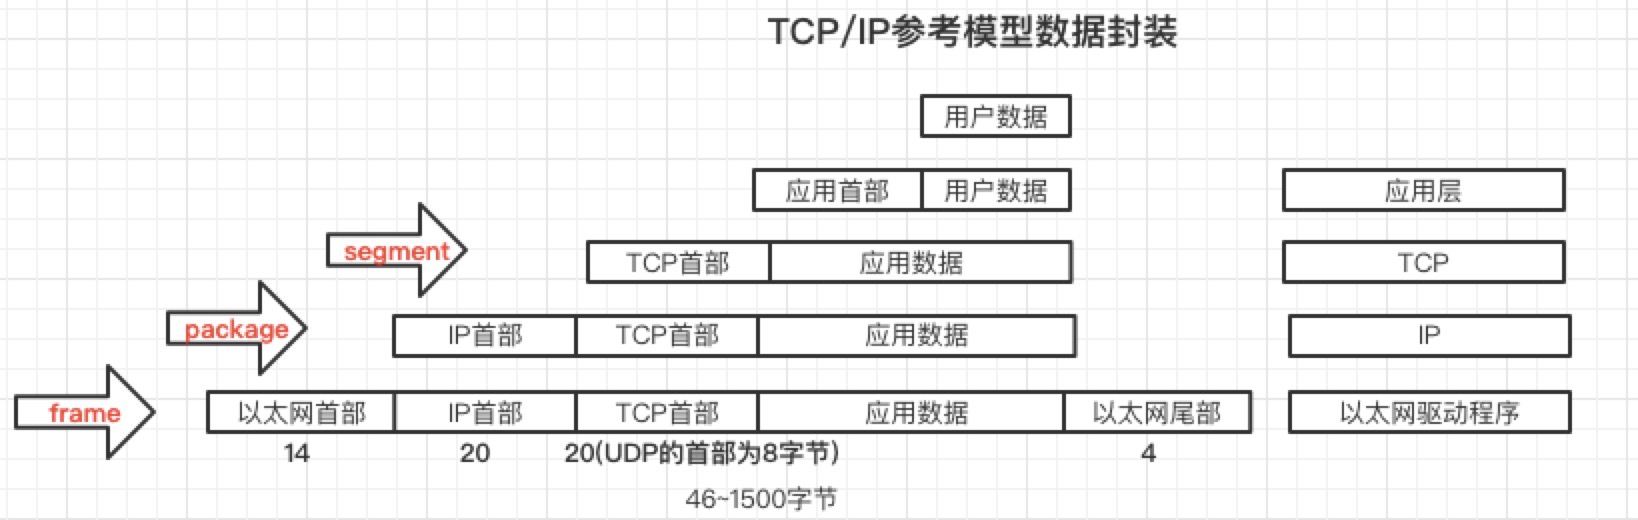 TCP/IP参考模型数据封装
用户数据
应用首部 用户数据 应用层
segment TCP首部 应用数据 TCP
package IP首部 TCP首部 应用数据 IP
frame 以太网首部 IP首部 TCP首部 应用数据 以太网尾部 以太网驱动程序
14 20 20(UDP的首部为8字节) 4
46~1500字节